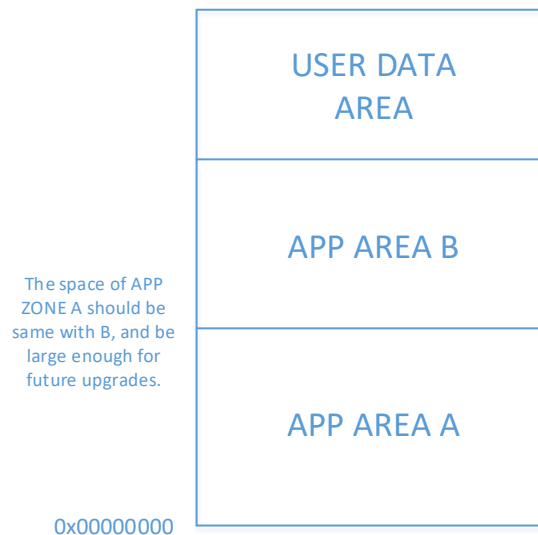 USER DATA
AREA
APP AREA B
The space of APP
ZONE A should be
same with B, and be
large enough for
future upgrades.
APP AREA A
0x00000000